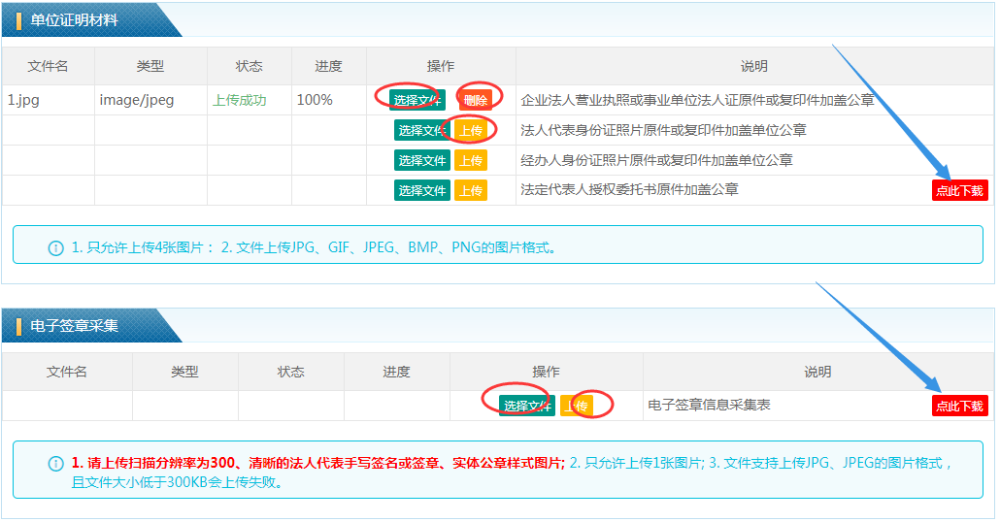 单位证明材料
文件名 类型 状态 进度 操作 说明
1.jpg image/jpeg 上传成功 100% 选择文件 删除 企业法人营业执照或事业单位法人证原件或复印件加盖公章
选择文件 上传 法人代表身份证照片原件或复印件加盖单位公章
选择文件 上传 经办人身份证照片原件或复印件加盖单位公章
选择文件 上传 法定代表人授权委托书原件加盖公章 点此下载
1. 只允许上传4张图片： 2. 文件上传JPG、GIF、JPEG、BMP、PNG的图片格式。
电子签章采集
文件名 类型 状态 进度 操作 说明
选择文件 上传 电子签章信息采集表 点此下载
1. 请上传扫描分辨率为300、清晰的法人代表手写签名或签章、实体公章样式图片; 2. 只允许上传1张图片; 3. 文件支持上传JPG、JPEG的图片格式，
且文件大小低于300KB会上传失败。